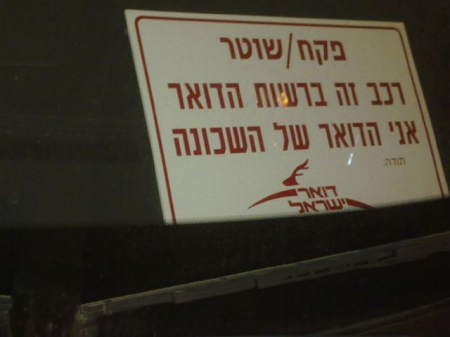 פקח/שוטר
רכב זה ברשות הדואר
אני הדואר של השכונה
תודה.
דואר
ישראל